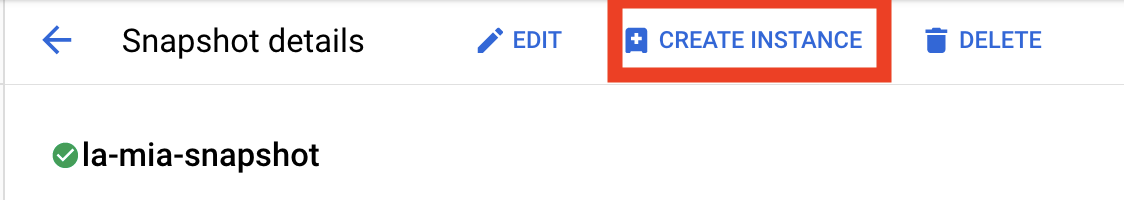 Snapshot details EDIT CREATE INSTANCE DELETE
la-mia-snapshot